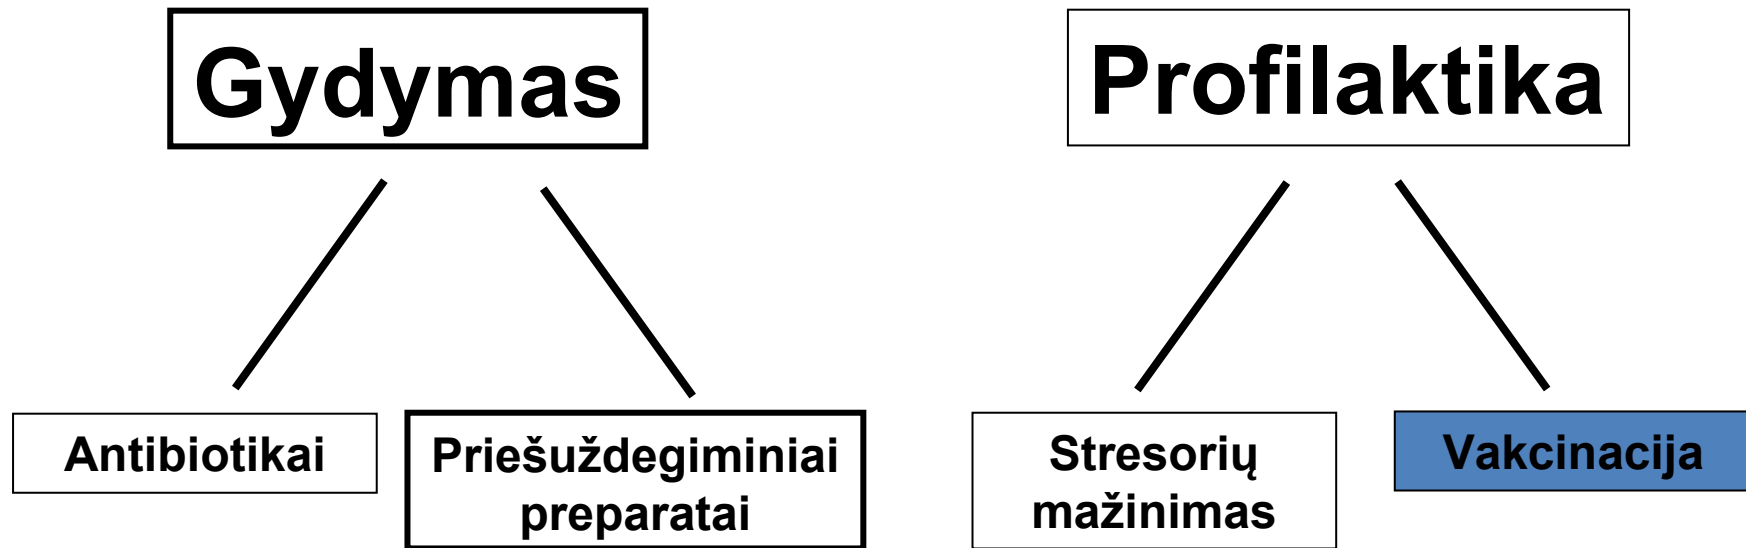 Gydymas
Profilaktika
Antibiotikai
Priešuždegiminiai
preparatai
Stresorių
mažinimas
Vakcinacija